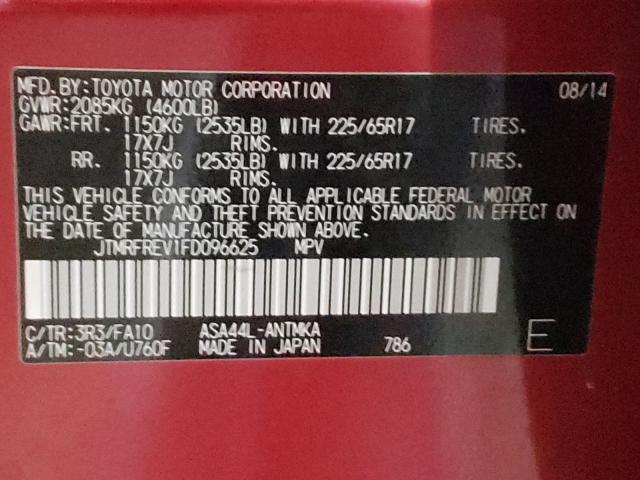 MFD.BY:TOYOTA MOTOR CORPORATION 08/14
GVWR:2085KG (4600LB)
GAWR:FRT. 1150KG (2535LB) WITH 225/65R17 TIRES.
17X7J RIMS.
RR. 1150KG (2535LB) WITH 225/65R17 TIRES.
17X7J RIMS.
THIS VEHICLE CONFORMS TO ALL APPLICABLE FEDERAL MOTOR
VEHICLE SAFETY AND THEFT PREVENTION STANDARDS IN EFFECT ON
THE DATE OF MANUFACTURE SHOWN ABOVE.
JTMRFREV1FD096625 MPV
C/TR:3R3/FA10 ASA44L-ANTMKA
A/TM:-03A/U760F MADE IN JAPAN 786 E